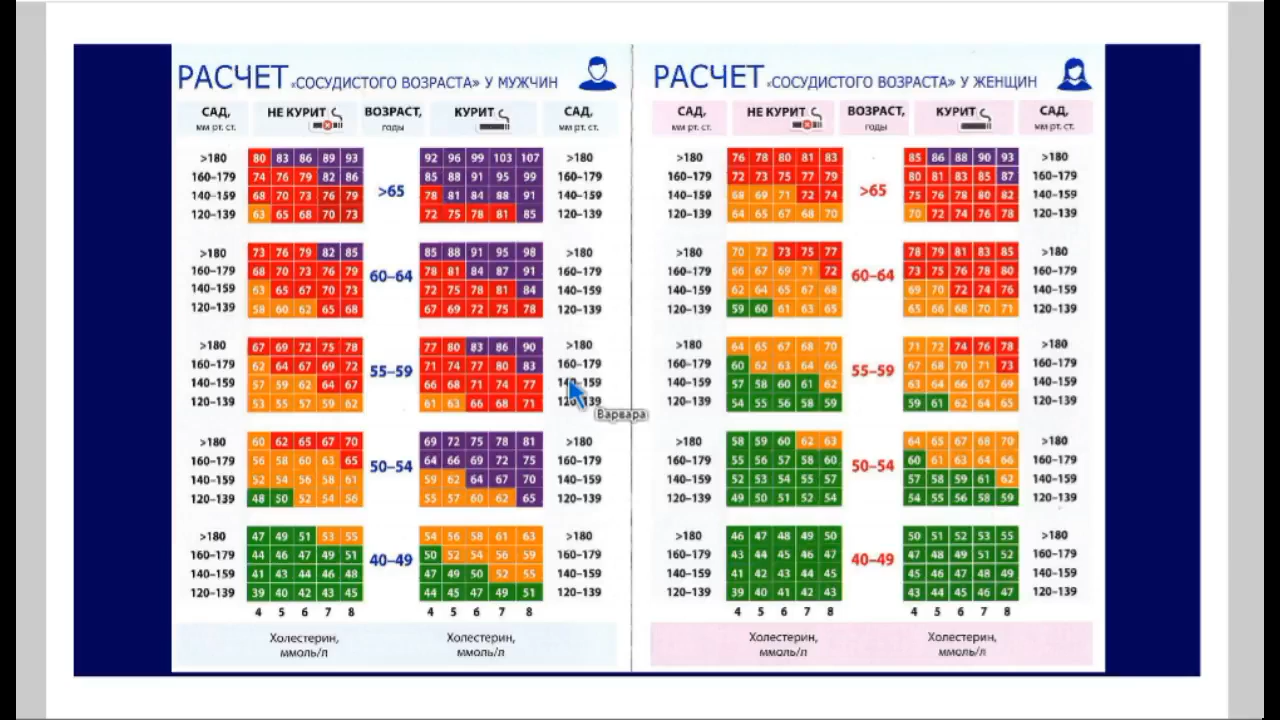 РАСЧЕТ «СОСУДИСТОГО ВОЗРАСТА» У МУЖЧИН
САД, мм рт. ст. НЕ КУРИТ ВОЗРАСТ, годы КУРИТ САД, мм рт. ст.
>180 80 83 86 89 93 92 96 99 103 107 >180
160–179 74 76 79 82 86 85 88 91 95 99 160–179
>65
140–159 68 70 73 76 79 78 81 84 88 91 140–159
120–139 63 65 68 70 73 72 75 78 81 85 120–139
>180 73 76 79 82 85 85 88 91 95 98 >180
160–179 68 70 73 76 79 78 81 84 87 91 160–179
60–64
140–159 63 65 67 70 73 72 75 78 81 84 140–159
120–139 58 60 62 65 68 67 69 72 75 78 120–139
>180 67 69 72 75 78 77 80 83 86 90 >180
160–179 62 64 67 69 72 71 74 77 80 83 160–179
55–59
140–159 57 59 62 64 67 66 68 71 74 77
120–139 53 55 57 59 62 61 63 66 68 71
Варвара
>180 60 62 65 67 70 69 72 75 78 81 >180
160–179 56 58 60 63 65 64 66 69 72 75 160–179
50–54
140–159 52 54 56 58 61 59 62 64 67 70 140–159
120–139 48 50 52 54 56 55 57 60 62 65 120–139
>180 47 49 51 53 55 54 56 58 61 63 >180
160–179 44 46 47 49 51 50 52 54 56 59 160–179
40–49
140–159 41 43 44 46 48 47 49 50 52 55 140–159
120–139 39 40 42 43 45 44 45 47 49 51 120–139
4 5 6 7 8 4 5 6 7 8
Холестерин, Холестерин,
ммоль/л ммоль/л
РАСЧЕТ «СОСУДИСТОГО ВОЗРАСТА» У ЖЕНЩИН
САД, мм рт. ст. НЕ КУРИТ ВОЗРАСТ, годы КУРИТ САД, мм рт. ст.
>180 76 78 80 81 83 85 86 88 90 93 >180
160–179 72 73 75 77 79 80 81 83 85 87 160–179
>65
140–159 68 69 71 72 74 75 76 78 80 82 140–159
120–139 64 65 67 68 70 70 72 74 76 78 120–139
>180 70 72 73 75 77 78 79 81 83 85 >180
160–179 66 67 69 71 72 73 75 76 78 80 160–179
60–64
140–159 62 64 65 67 68 69 70 72 74 76 140–159
120–139 59 60 61 63 65 65 66 68 70 71 120–139
>180 64 65 67 68 70 71 72 74 76 78 >180
160–179 60 62 63 64 66 67 68 70 71 73 160–179
55–59
140–159 57 58 60 61 62 63 64 66 67 69 140–159
120–139 54 55 56 58 59 59 61 62 64 65 120–139
>180 58 59 60 62 63 64 65 67 68 70 >180
160–179 55 56 57 58 60 60 61 63 64 66 160–179
50–54
140–159 52 53 54 55 57 57 58 59 61 62 140–159
120–139 49 50 51 52 54 54 55 56 58 59 120–139
>180 46 47 48 49 50 50 51 52 53 55 >180
160–179 43 44 45 46 47 47 48 49 51 52 160–179
40–49
140–159 41 42 43 44 45 45 46 47 48 49 140–159
120–139 39 40 41 42 43 43 44 45 46 47 120–139
4 5 6 7 8 4 5 6 7 8
Холестерин, Холестерин,
ммоль/л ммоль/л